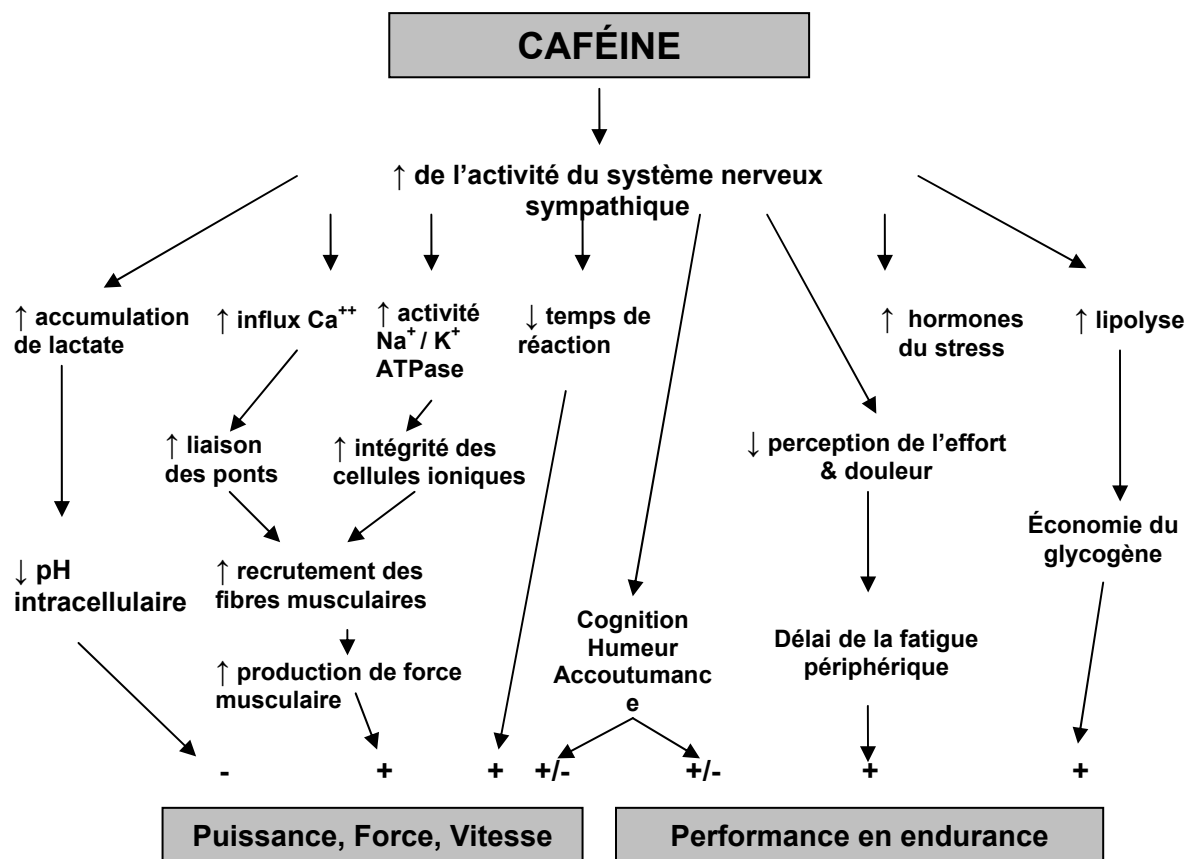 CAFÉINE
↑ de l'activité du système nerveux
sympathique
↑ accumulation
de lactate
↑ influx Ca⁺⁺
↑ activité
Na⁺ / K⁺
ATPase
↓ temps de
réaction
↑ hormones
du stress
↑ lipolyse
↑ liaison
des ponts
↑ intégrité des
cellules ioniques
↓ perception de l'effort
& douleur
Économie du
glycogène
↓ pH
intracellulaire
↑ recrutement des
fibres musculaires
Cognition
Humeur
Accoutumanc
e
Délai de la fatigue
périphérique
↑ production de force
musculaire
- + + +/- +/- + +
Puissance, Force, Vitesse
Performance en endurance